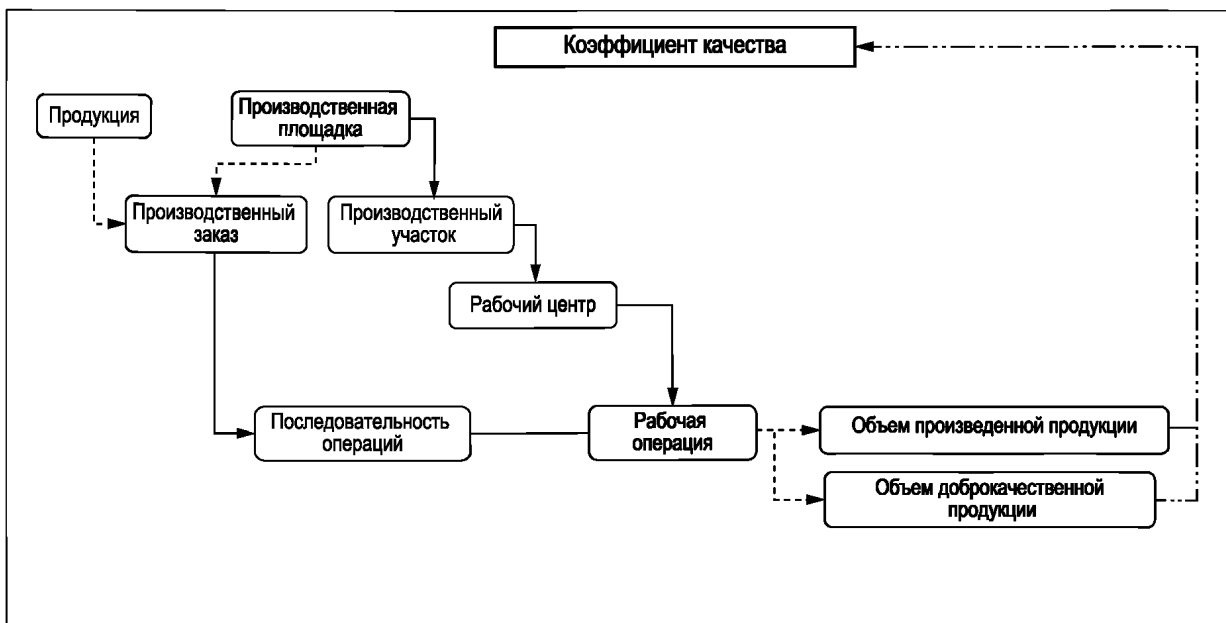 Коэффициент качества
Продукция
Производственная
площадка
Производственный
заказ
Производственный
участок
Рабочий центр
Последовательность
операций
Рабочая
операция
Объем произведенной продукции
Объем доброкачественной
продукции